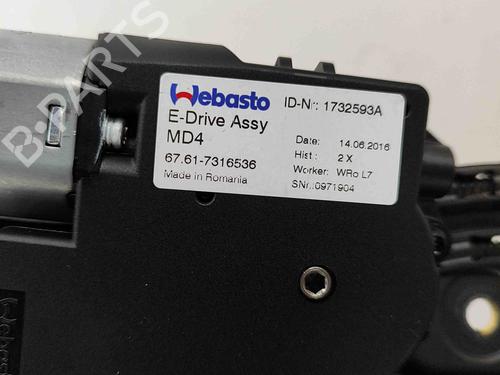 B-PARTS
Webasto
ID-Nr: 1732593A
E-Drive Assy
MD4
67.61-7316536
Made in Romania
Date: 14.06.2016
Hist: 2 X
Worker: WRo L7
SNr.:0971904
Webas